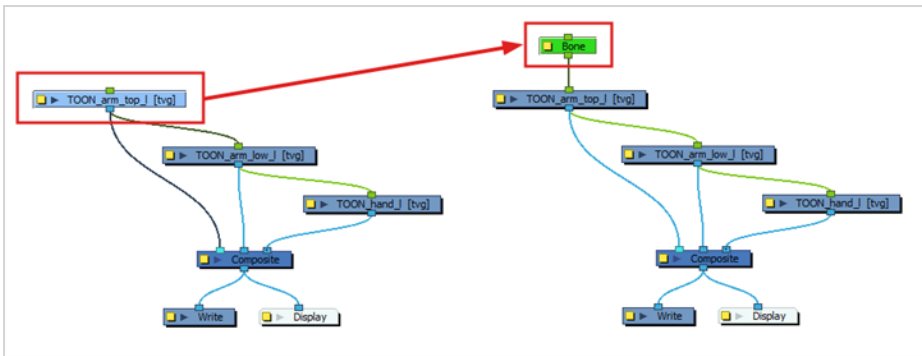 Bone
TOON_arm_top_l [tvg]
TOON_arm_top_l [tvg]
TOON_arm_low_l [tvg]
TOON_arm_low_l [tvg]
TOON_hand_l [tvg]
TOON_hand_l [tvg]
Composite
Composite
Write
Display
Write
Display